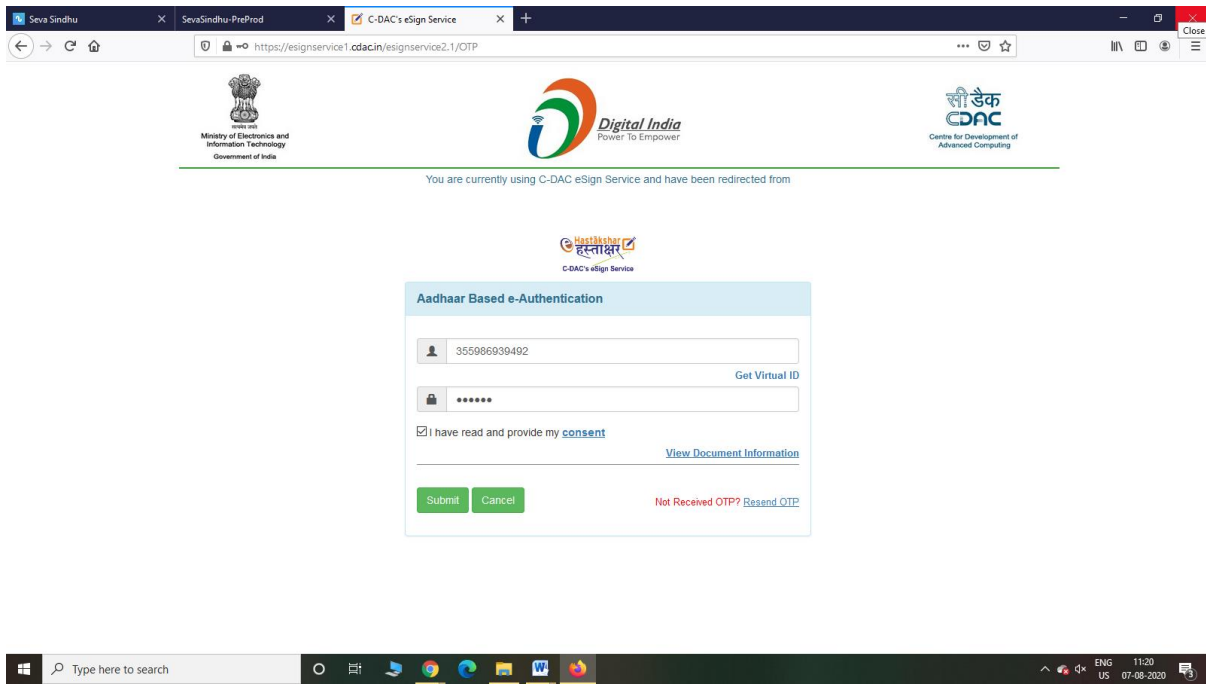 Seva Sindhu
SevaSindhu-PreProd
C-DAC's eSign Service
Close
https://esignservice1.cdac.in/esignservice2.1/OTP
Ministry of Electronics and
Information Technology
Government of India
Digital India
Power To Empower
सी डैक
CDAC
Centre for Development of
Advanced Computing
You are currently using C-DAC eSign Service and have been redirected from
e Hastākshar
हस्ताक्षर
C-DAC's eSign Service
Aadhaar Based e-Authentication
355986939492
Get Virtual ID
••••••
I have read and provide my consent
View Document Information
Submit Cancel Not Received OTP? Resend OTP
Type here to search
ENG 11:20
US 07-08-2020
3